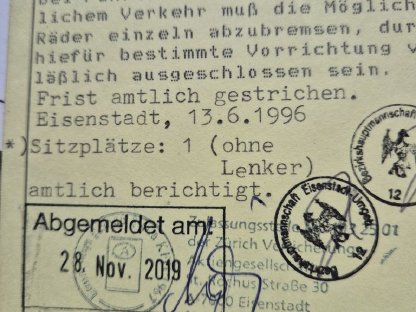 lichem Verkehr muß die Möglich
Räder einzeln abzubremsen, dur
hiefür bestimmte Vorrichtung v
läßlich ausgeschlossen sein.
Frist amtlich gestrichen.
Eisenstadt, 13.6.1996
*)Sitzplätze: 1 (ohne
Lenker)
amtlich berichtigt.
Bezirkshauptmannschaft
12
Bezirkshauptmannschaft Eisenstadt-Umgebung
12
Abgemeldet am:
28. Nov. 2019
Zulassungsstelle
der Zürich Versicherungs
Aktiengesellschaft
St. Rochus Straße 30
A-7000 Eisenstadt